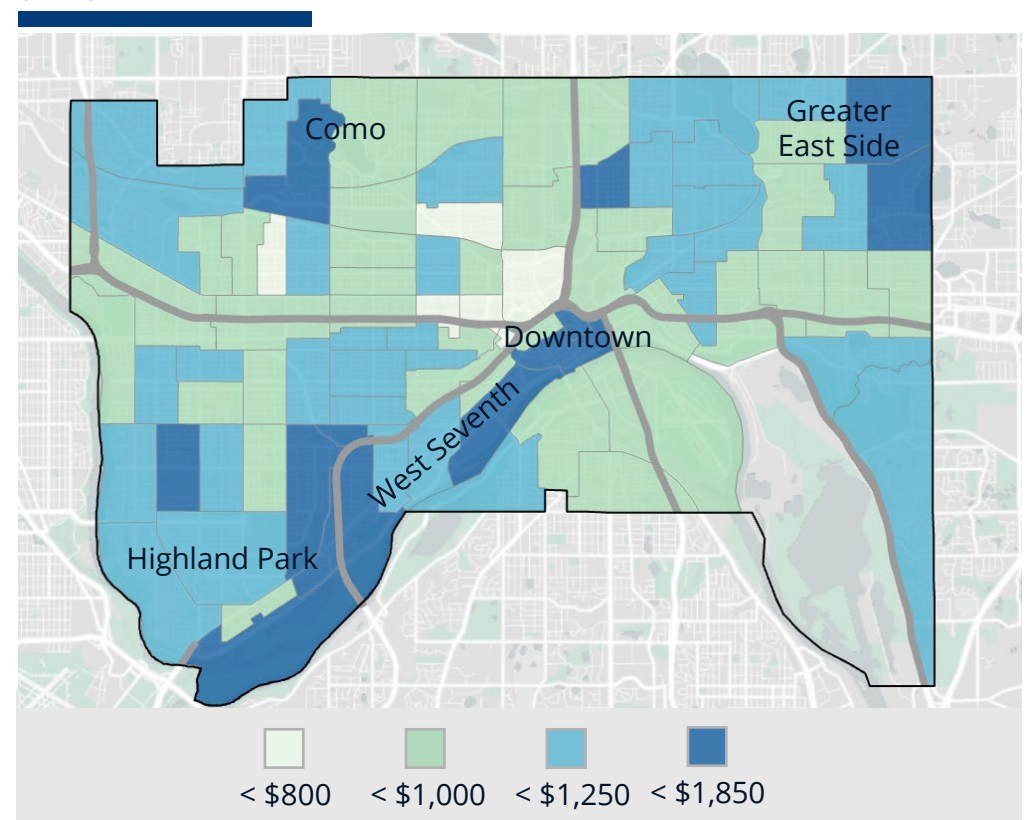 Como
Greater
East Side
Downtown
West Seventh
Highland Park
< $800
< $1,000
< $1,250
< $1,850